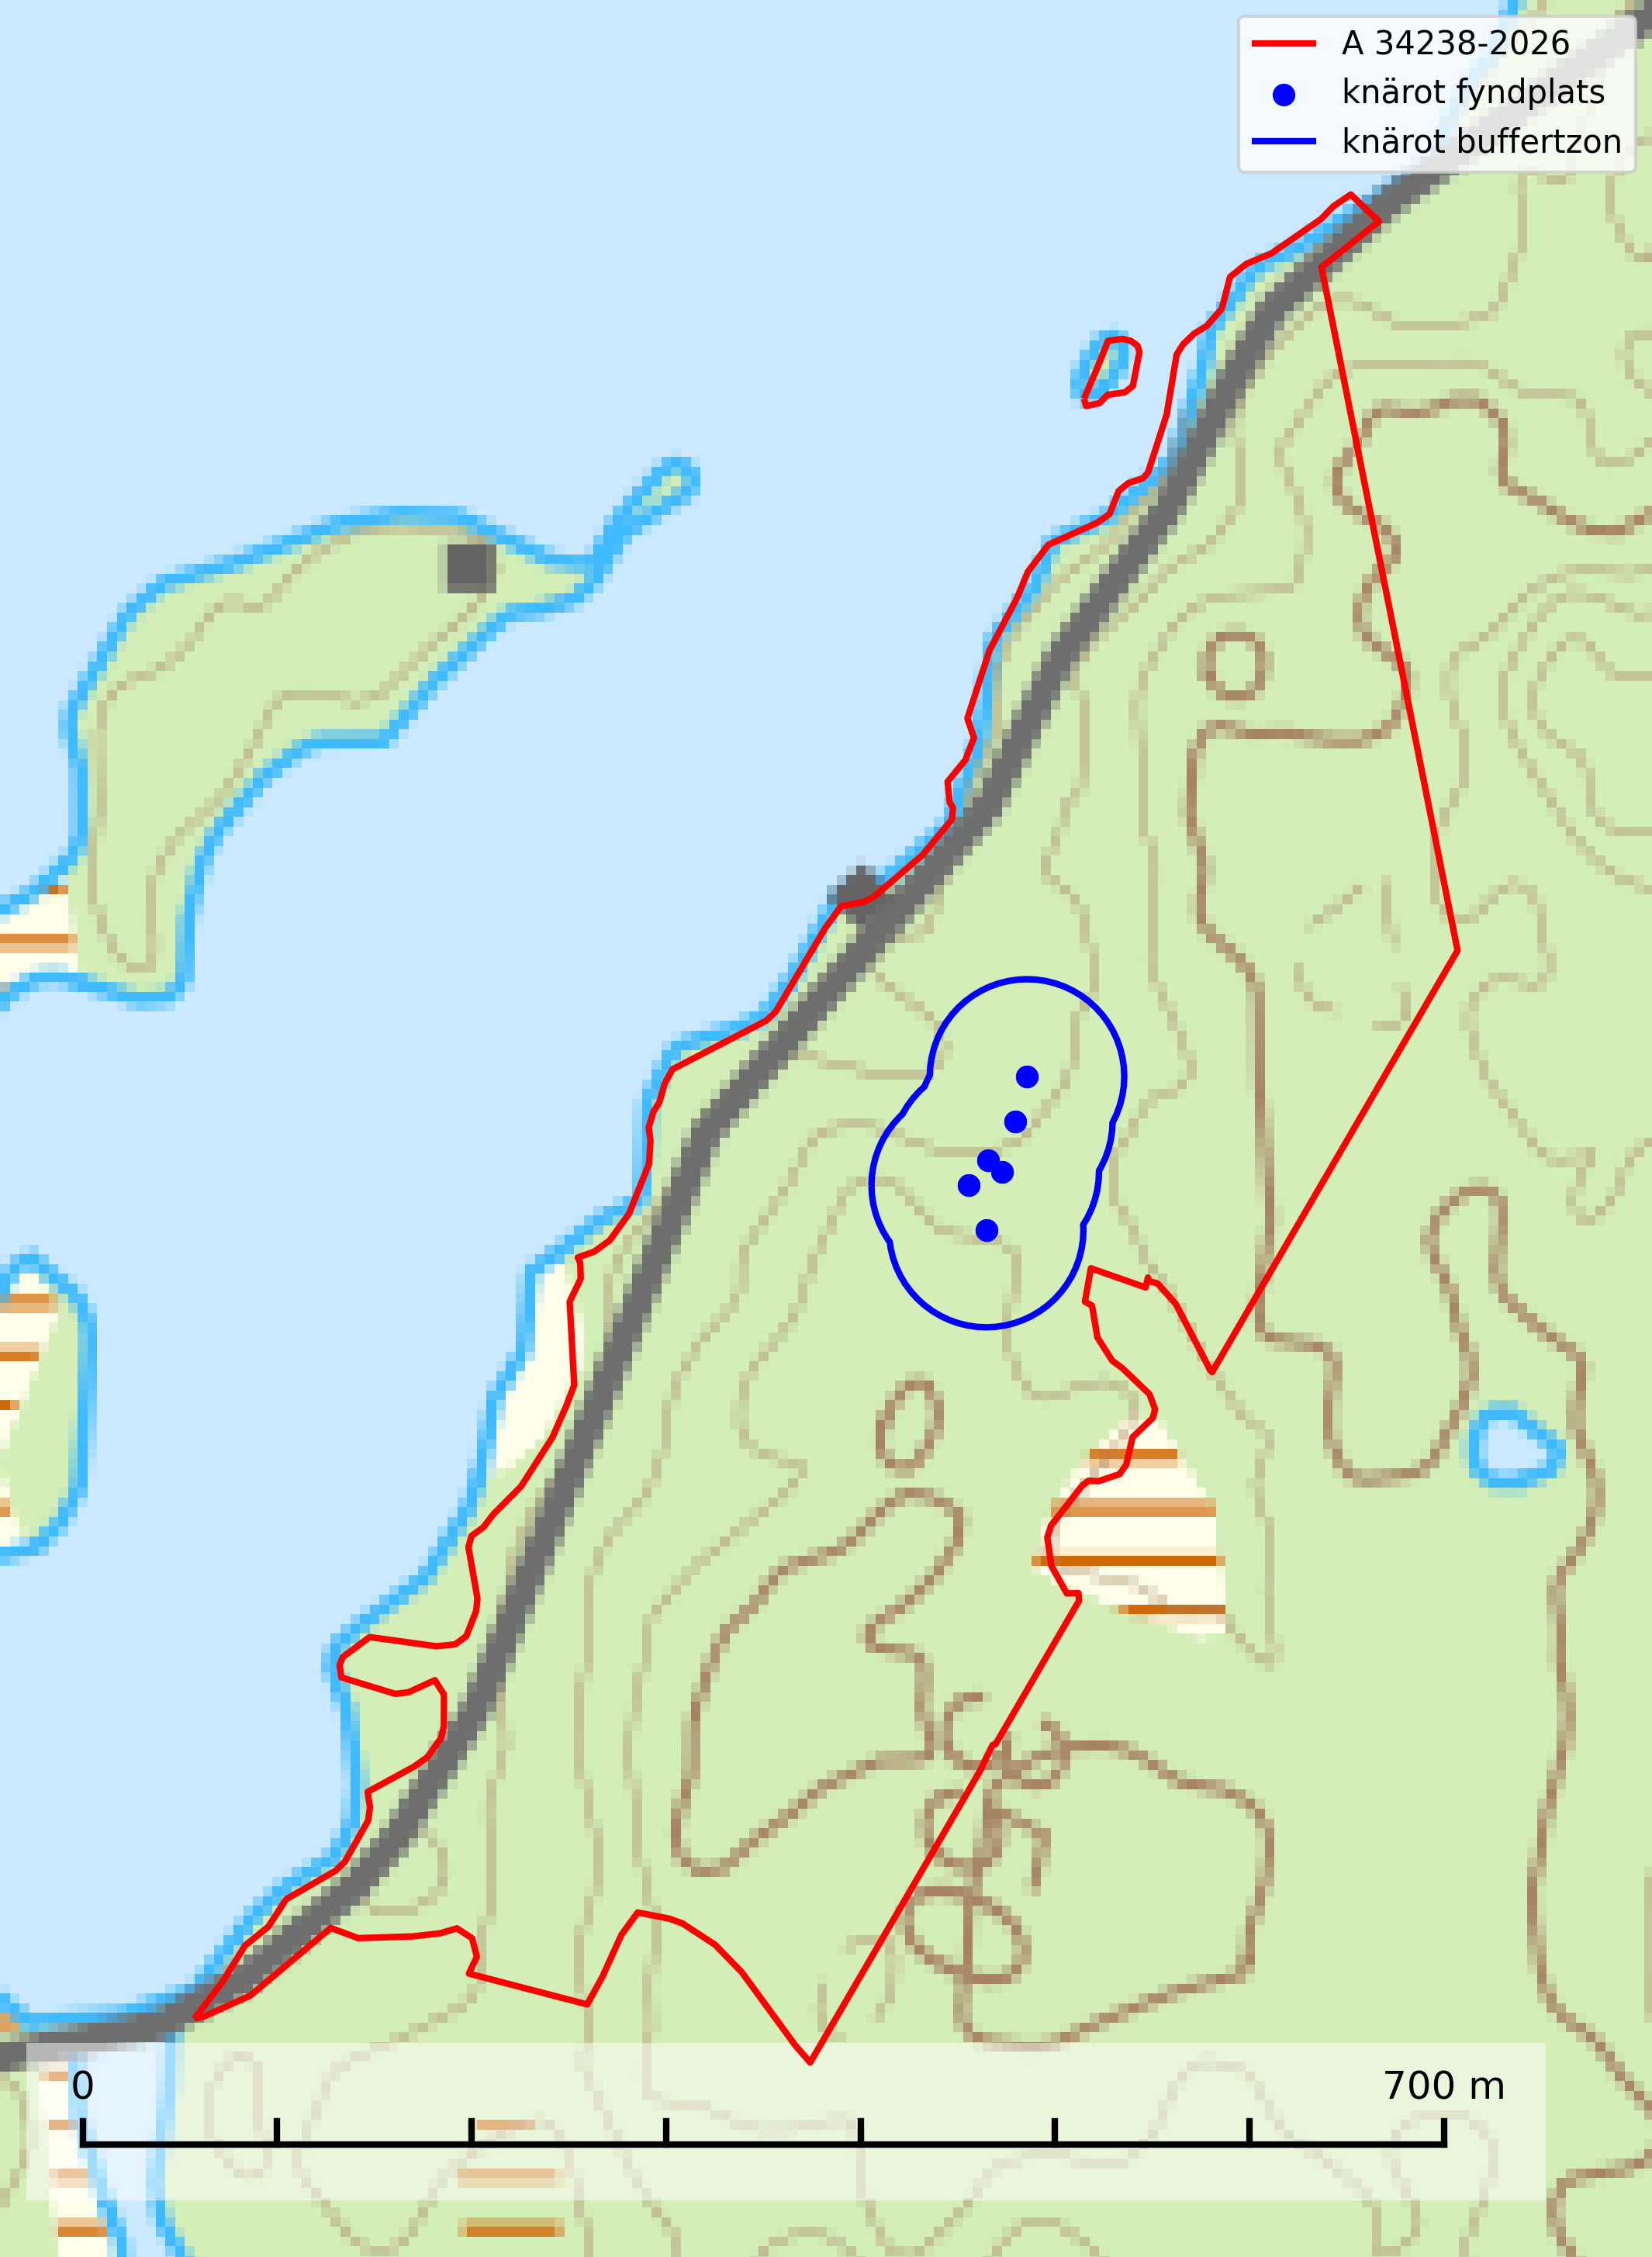 A 34238-2026
knärot fyndplats
knärot buffertzon
0
700 m